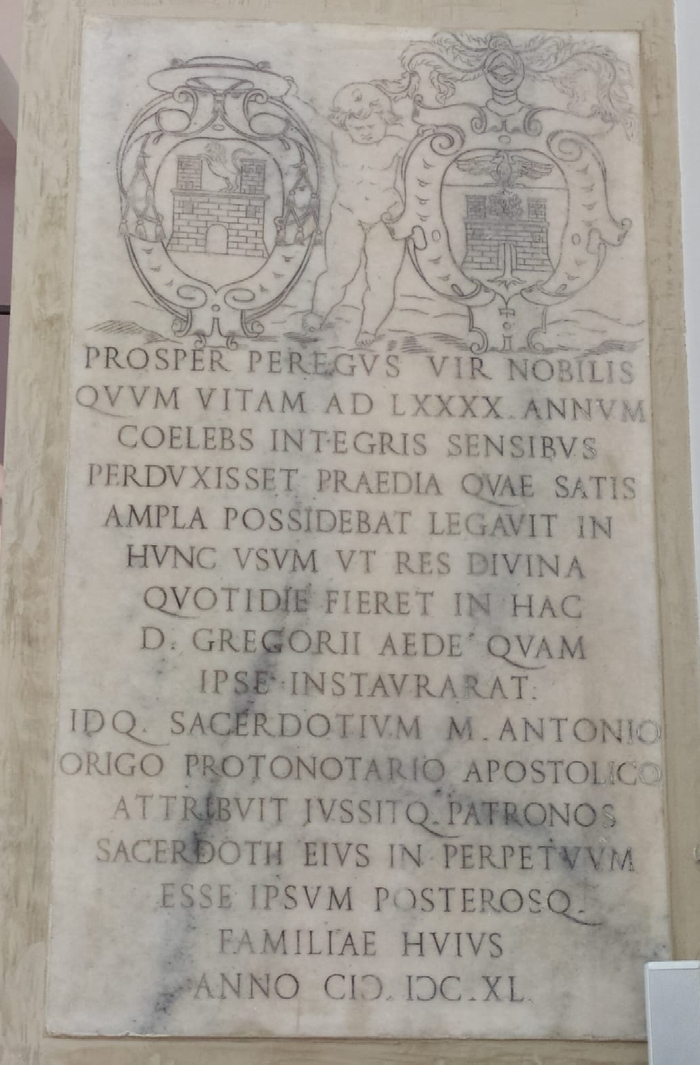 PROSPER PEREGVS VIR NOBILIS
QVVM VITAM AD LXXXX. ANNVM
COELEBS INTEGRIS SENSIBVS
PERDVXISSET PRAEDIA QVAE SATIS
AMPLA POSSIDEBAT LEGAVIT IN
HVNC VSVM VT RES DIVINA
QVOTIDIE FIERET IN HAC
D. GREGORII AEDE QVAM
IPSE INSTAVRARAT.
IDQ. SACERDOTIVM M. ANTONIO
ORIGO PROTONOTARIO APOSTOLICO
ATTRIBVIT IVSSITQ. PATRONOS
SACERDOTII EIVS IN PERPETVVM
ESSE IPSVM POSTEROSQ.
FAMILIAE HVIVS
ANNO CIↃ. IↃC. XL.